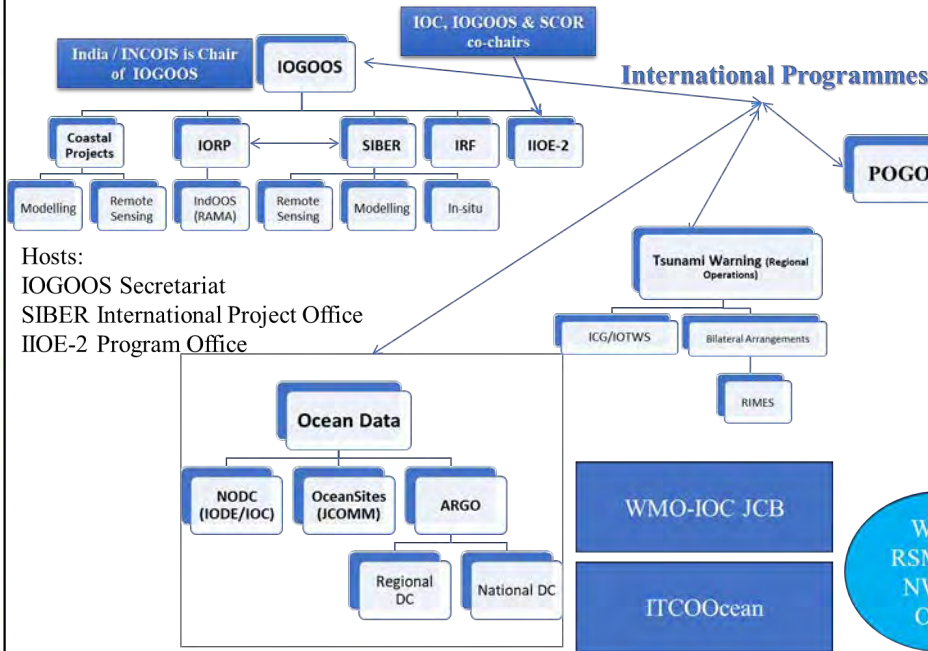 IOC, IOGOOS & SCOR
co-chairs
India / INCOIS is Chair
of IOGOOS
IOGOOS
International Programmes
Coastal
Projects
IORP
SIBER
IRF
IIOE-2
POGO
Modelling
Remote
Sensing
IndOOS
(RAMA)
Remote
Sensing
Modelling
In-situ
Hosts:
IOGOOS Secretariat
SIBER International Project Office
IIOE-2 Program Office
Tsunami Warning (Regional
Operations)
ICG/IOTWS
Bilateral Arrangements
RIMES
Ocean Data
NODC
(IODE/IOC)
OceanSites
(JCOMM)
ARGO
Regional
DC
National DC
WMO-IOC JCB
ITCOOcean
W
RSM
NV
O